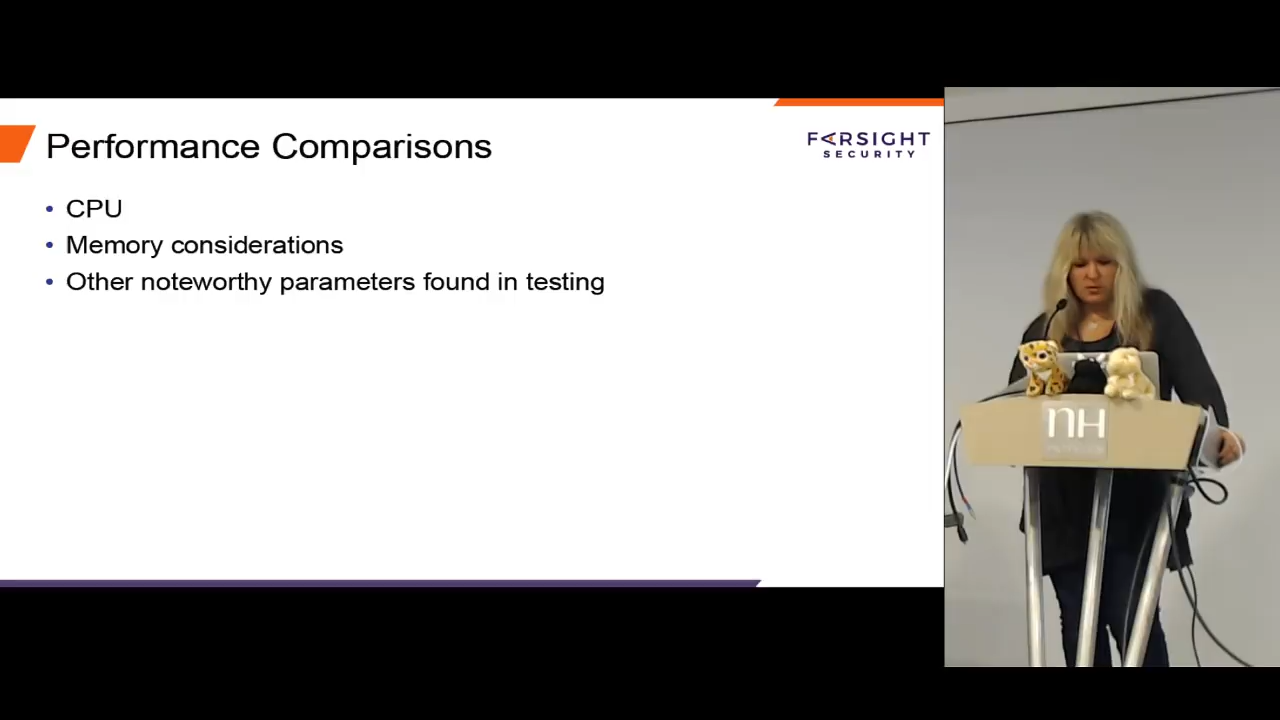 Performance Comparisons
FARSIGHT
SECURITY
• CPU
• Memory considerations
• Other noteworthy parameters found in testing
nH